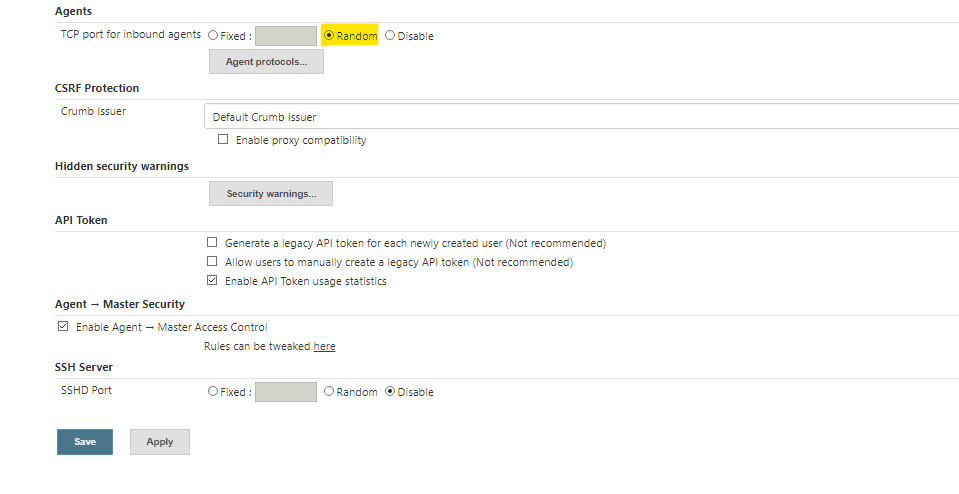 Agents
TCP port for inbound agents Fixed : Random Disable
Agent protocols...
CSRF Protection
Crumb Issuer
Default Crumb Issuer
Enable proxy compatibility
Hidden security warnings
Security warnings...
API Token
Generate a legacy API token for each newly created user (Not recommended)
Allow users to manually create a legacy API token (Not recommended)
Enable API Token usage statistics
Agent → Master Security
Enable Agent → Master Access Control
Rules can be tweaked here
SSH Server
SSHD Port Fixed : Random Disable
Save Apply